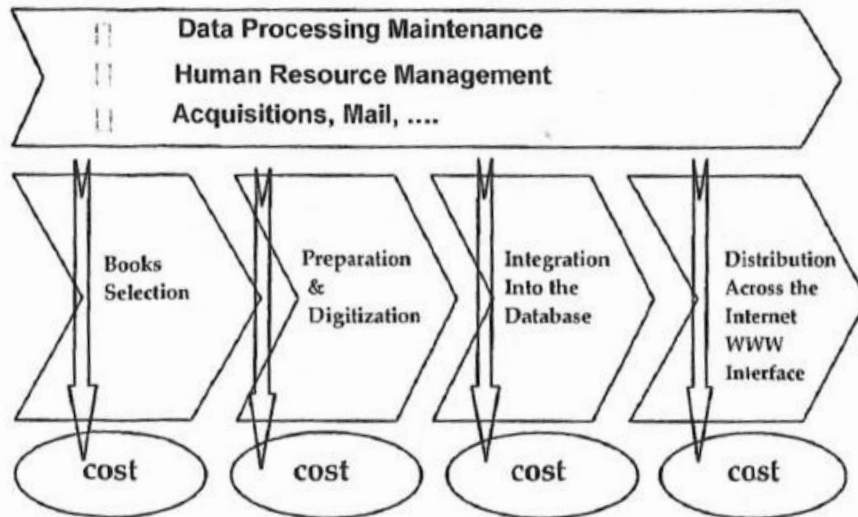 Data Processing Maintenance
Human Resource Management
Acquisitions, Mail, ....
Books
Selection
Preparation
&
Digitization
Integration
Into the
Database
Distribution
Across the
Internet
WWW
Interface
cost
cost
cost
cost